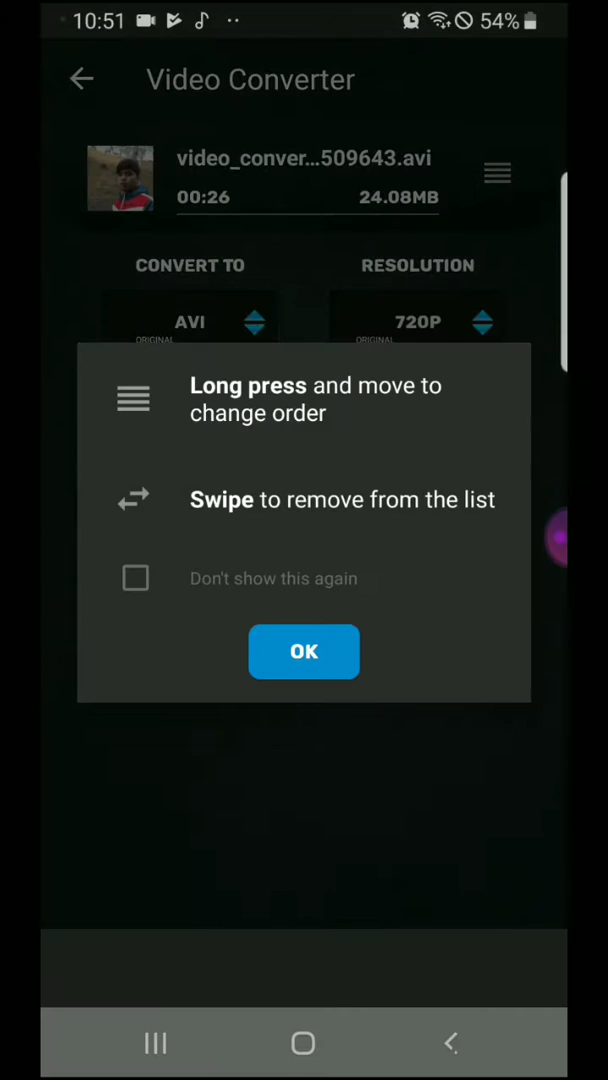 10:51
54%
Video Converter
video_conver...509643.avi
00:26 24.08MB
CONVERT TO RESOLUTION
AVI 720P
ORIGINAL ORIGINAL
Long press and move to
change order
Swipe to remove from the list
Don't show this again
OK